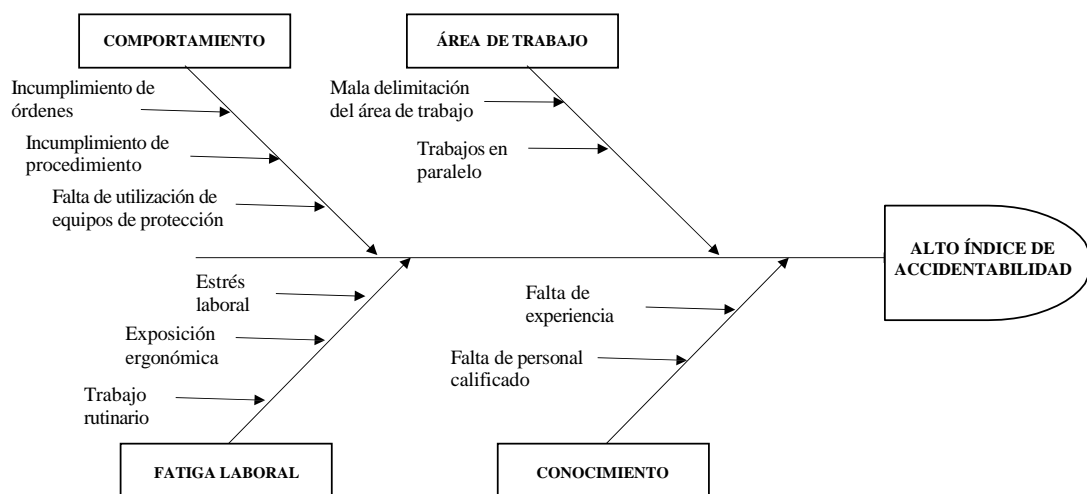 COMPORTAMIENTO
ÁREA DE TRABAJO
Incumplimiento de
órdenes
Incumplimiento de
procedimiento
Falta de utilización de
equipos de protección
Mala delimitación
del área de trabajo
Trabajos en
paralelo
ALTO ÍNDICE DE
ACCIDENTABILIDAD
Estrés
laboral
Exposición
ergonómica
Trabajo
rutinario
Falta de
experiencia
Falta de personal
calificado
FATIGA LABORAL
CONOCIMIENTO